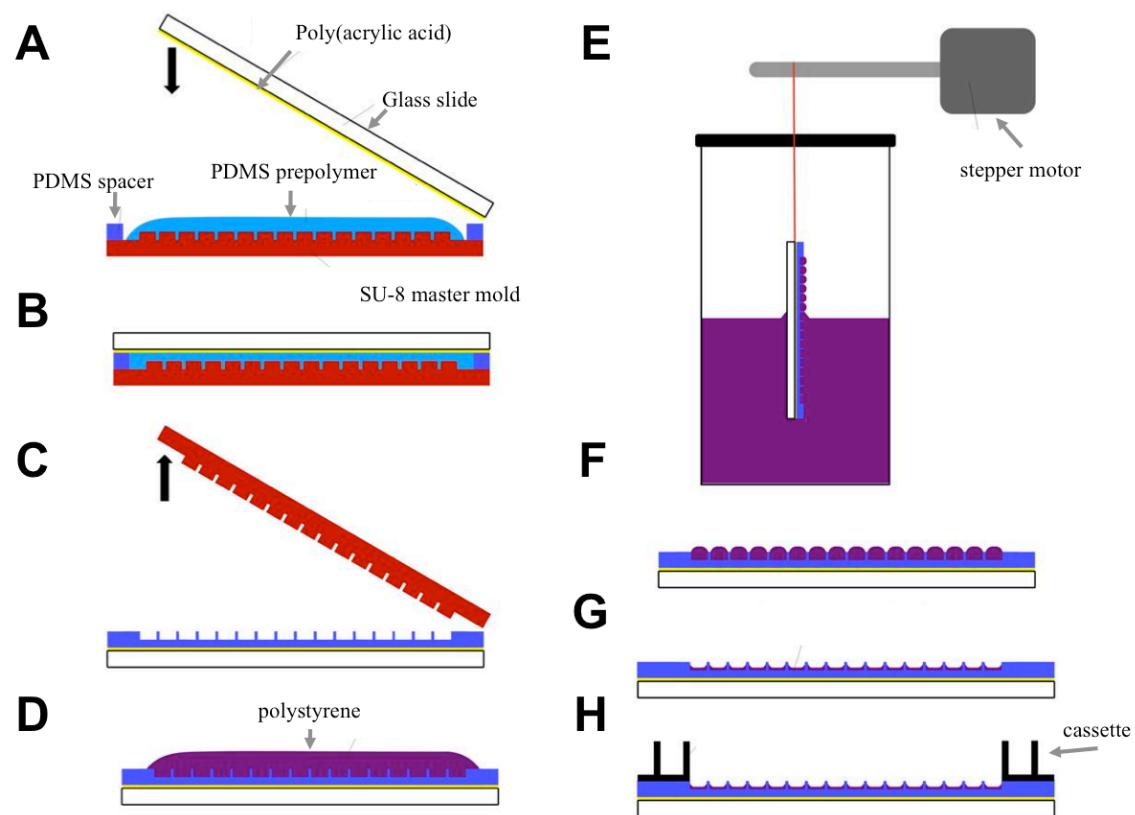 A
Poly(acrylic acid)
Glass slide
PDMS spacer
PDMS prepolymer
SU-8 master mold
B
C
D
polystyrene
E
stepper motor
F
G
H
cassette